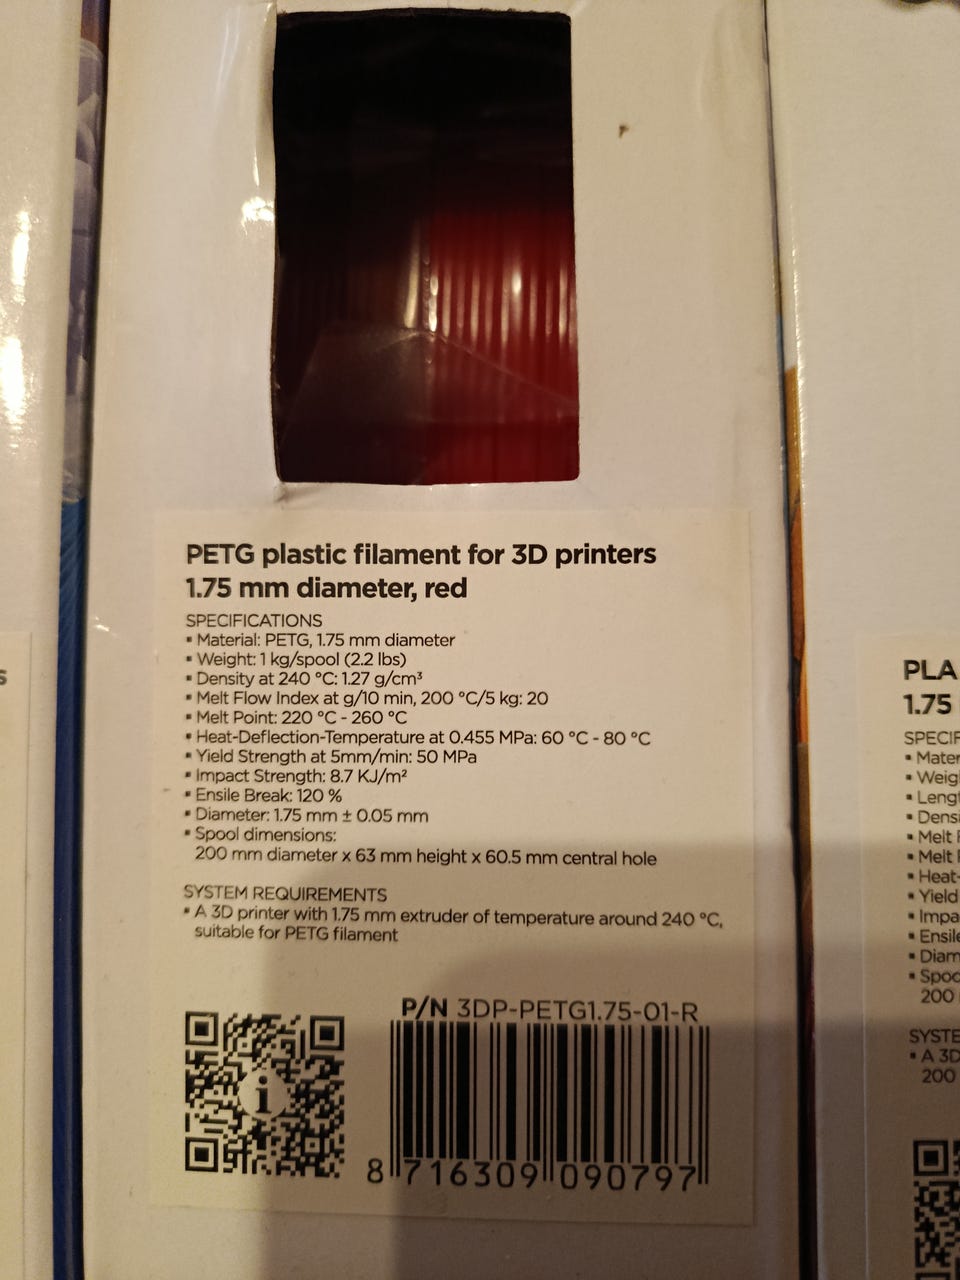 PETG plastic filament for 3D printers
1.75 mm diameter, red
SPECIFICATIONS
▪ Material: PETG, 1.75 mm diameter
▪ Weight: 1 kg/spool (2.2 lbs)
▪ Density at 240 °C: 1.27 g/cm³
▪ Melt Flow Index at g/10 min, 200 °C/5 kg: 20
▪ Melt Point: 220 °C - 260 °C
▪ Heat-Deflection-Temperature at 0.455 MPa: 60 °C - 80 °C
▪ Yield Strength at 5mm/min: 50 MPa
▪ Impact Strength: 8.7 KJ/m²
▪ Ensile Break: 120 %
▪ Diameter: 1.75 mm ± 0.05 mm
▪ Spool dimensions:
200 mm diameter x 63 mm height x 60.5 mm central hole
SYSTEM REQUIREMENTS
▪ A 3D printer with 1.75 mm extruder of temperature around 240 °C,
suitable for PETG filament
P/N 3DP-PETG1.75-01-R
i
8 716309 090797
PLA
1.75
▪ A 3D
200